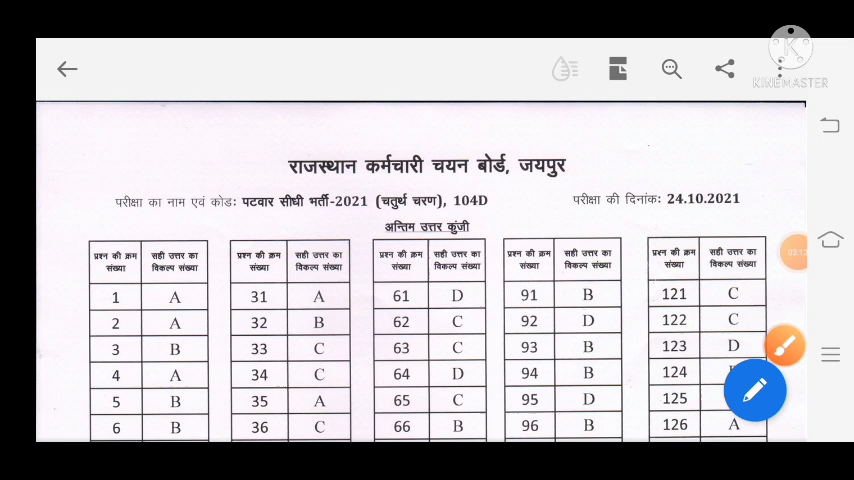 KINEMASTER
राजस्थान कर्मचारी चयन बोर्ड, जयपुर
परीक्षा का नाम एवं कोड: पटवार सीधी भर्ती-2021 (चतुर्थ चरण), 104D परीक्षा की दिनांक: 24.10.2021
अन्तिम उत्तर कुंजी
प्रश्न की क्रम संख्या सही उत्तर का विकल्प संख्या प्रश्न की क्रम संख्या सही उत्तर का विकल्प संख्या प्रश्न की क्रम संख्या सही उत्तर का विकल्प संख्या प्रश्न की क्रम संख्या सही उत्तर का विकल्प संख्या प्रश्न की क्रम संख्या सही उत्तर का विकल्प संख्या
1 A 31 A 61 D 91 B 121 C
2 A 32 B 62 C 92 D 122 C
3 B 33 C 63 C 93 B 123 D
4 A 34 C 64 D 94 B 124
5 B 35 A 65 C 95 D 125
6 B 36 C 66 B 96 B 126 A